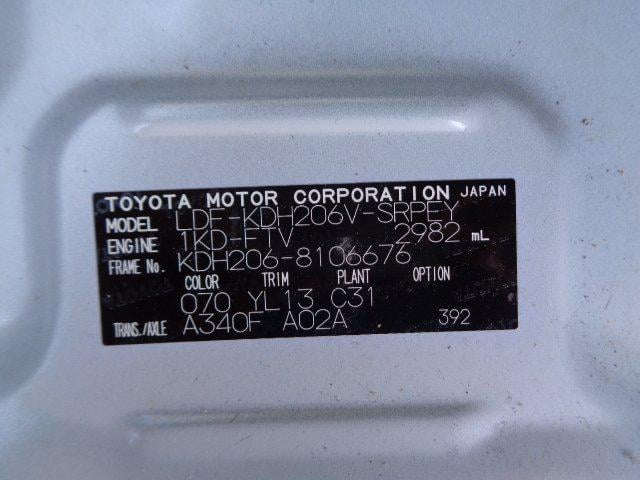 TOYOTA MOTOR CORPORATION JAPAN
MODEL LDF-KDH206V-SRPEY
ENGINE 1KD-FTV 2982 mL
FRAME No. KDH206-8106676
COLOR TRIM PLANT OPTION
070 YL13 C31
TRANS./AXLE A340F A02A 392